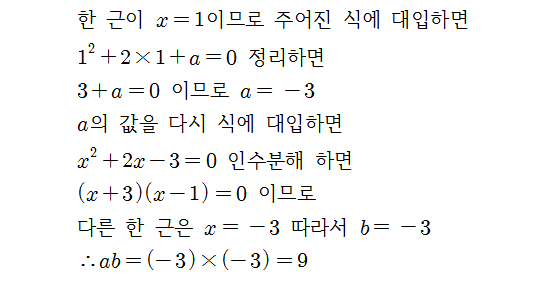 한 근이 x=1이므로 주어진 식에 대입하면
1²+2×1+a=0 정리하면
3+a=0 이므로 a= -3
a의 값을 다시 식에 대입하면
x²+2x-3=0 인수분해 하면
(x+3)(x-1)=0 이므로
다른 한 근은 x= -3 따라서 b= -3
∴ab=(-3)×(-3)=9